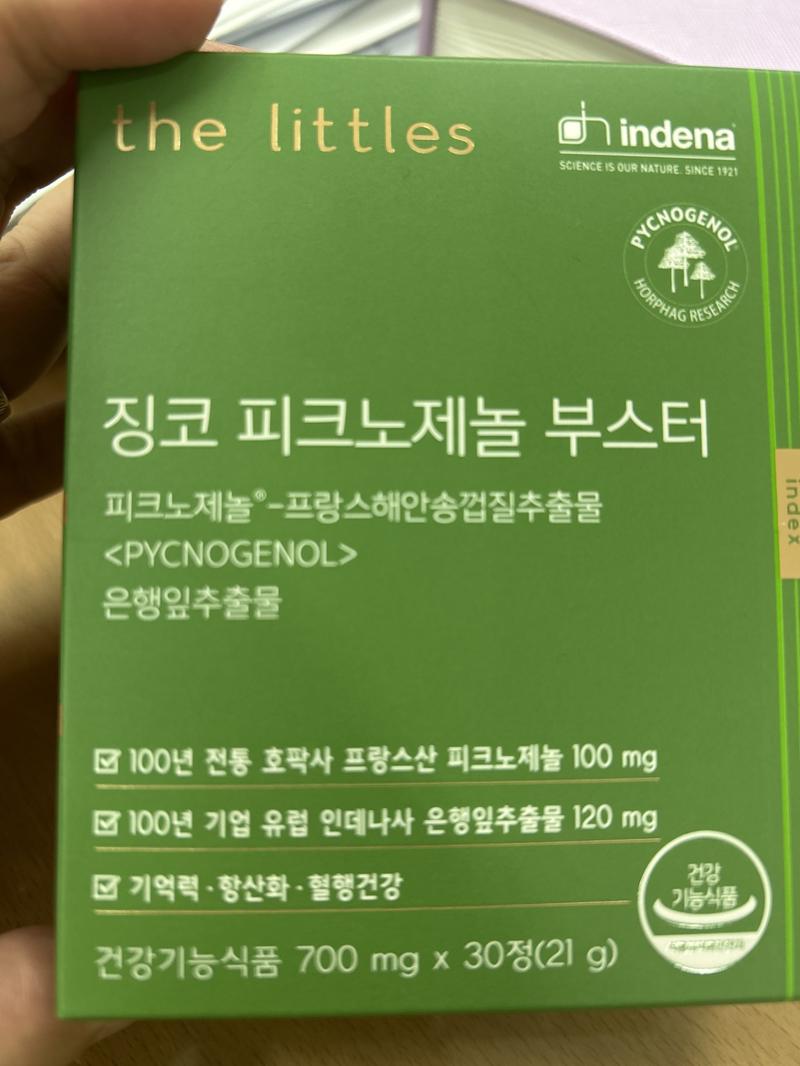 the littles
indena
SCIENCE IS OUR NATURE. SINCE 1921
PYCNOGENOL
HORPHAG RESEARCH
징코 피크노제놀 부스터
피크노제놀®-프랑스해안송껍질추출물
<PYCNOGENOL>
은행잎추출물
index
100년 전통 호팍사 프랑스산 피크노제놀 100 mg
100년 기업 유럽 인데나사 은행잎추출물 120 mg
기억력·항산화·혈행건강
건강
기능식품
건강기능식품 700 mg x 30정(21 g)